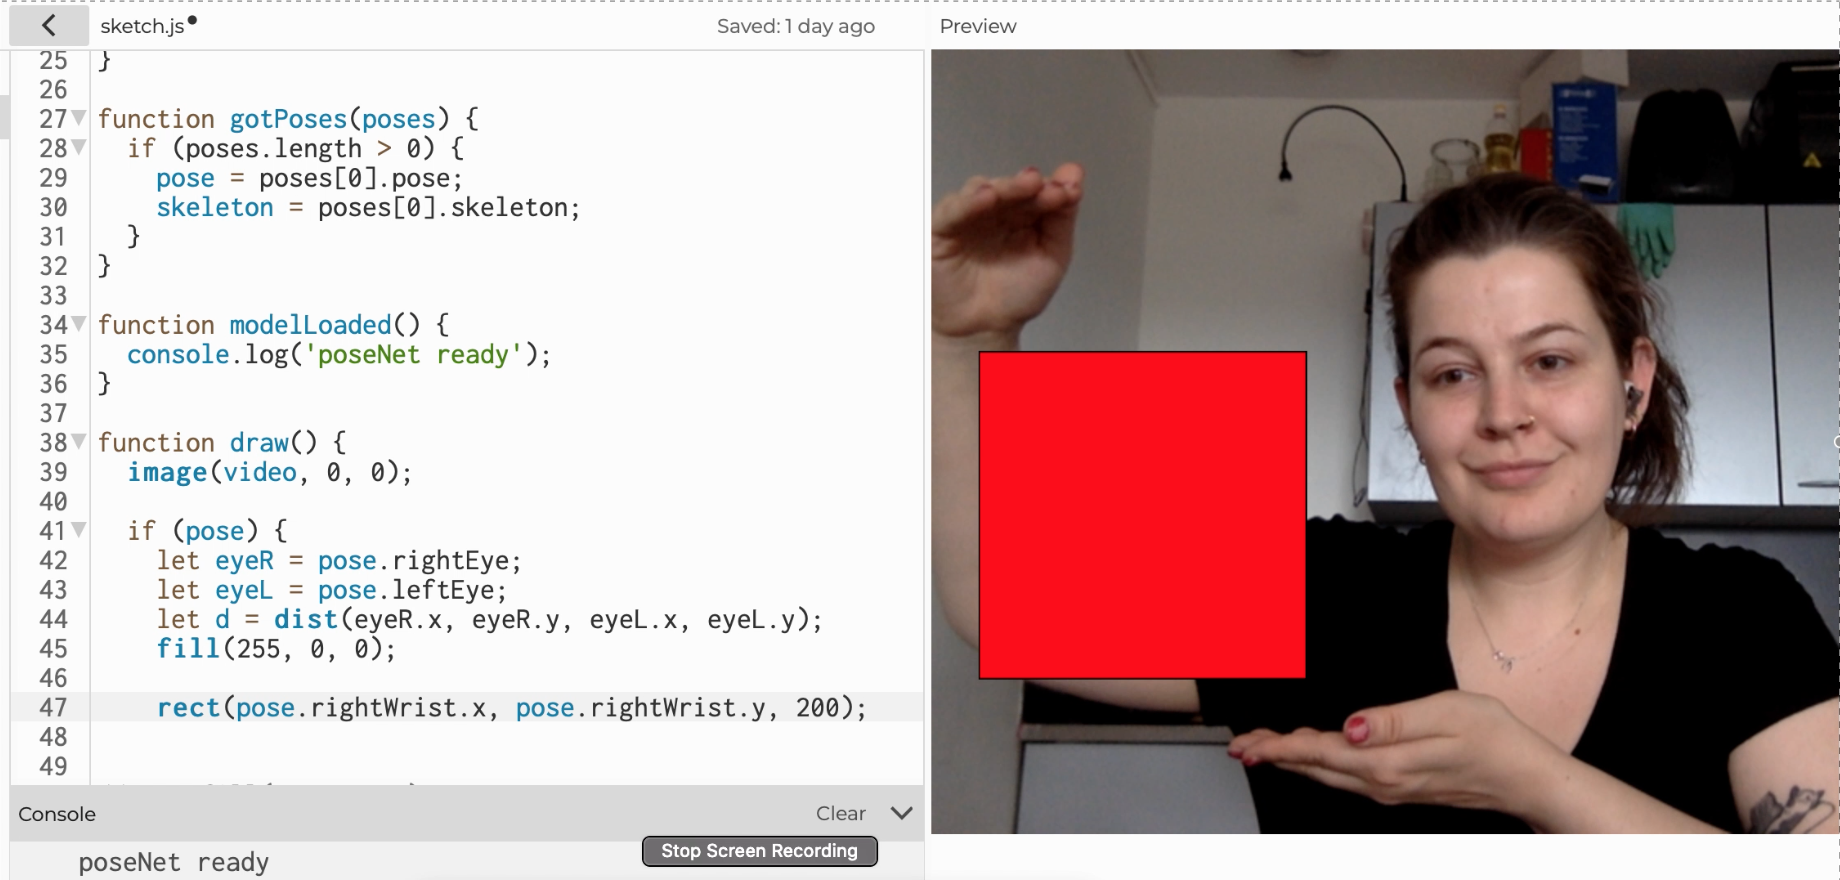 sketch.js
Saved: 1 day ago
Preview
25 }
26
27 function gotPoses(poses) {
28 if (poses.length > 0) {
29 pose = poses[0].pose;
30 skeleton = poses[0].skeleton;
31 }
32 }
33
34 function modelLoaded() {
35 console.log('poseNet ready');
36 }
37
38 function draw() {
39 image(video, 0, 0);
40
41 if (pose) {
42 let eyeR = pose.rightEye;
43 let eyeL = pose.leftEye;
44 let d = dist(eyeR.x, eyeR.y, eyeL.x, eyeL.y);
45 fill(255, 0, 0);
46
47 rect(pose.rightWrist.x, pose.rightWrist.y, 200);
48
49
Console
Clear
Stop Screen Recording
poseNet ready